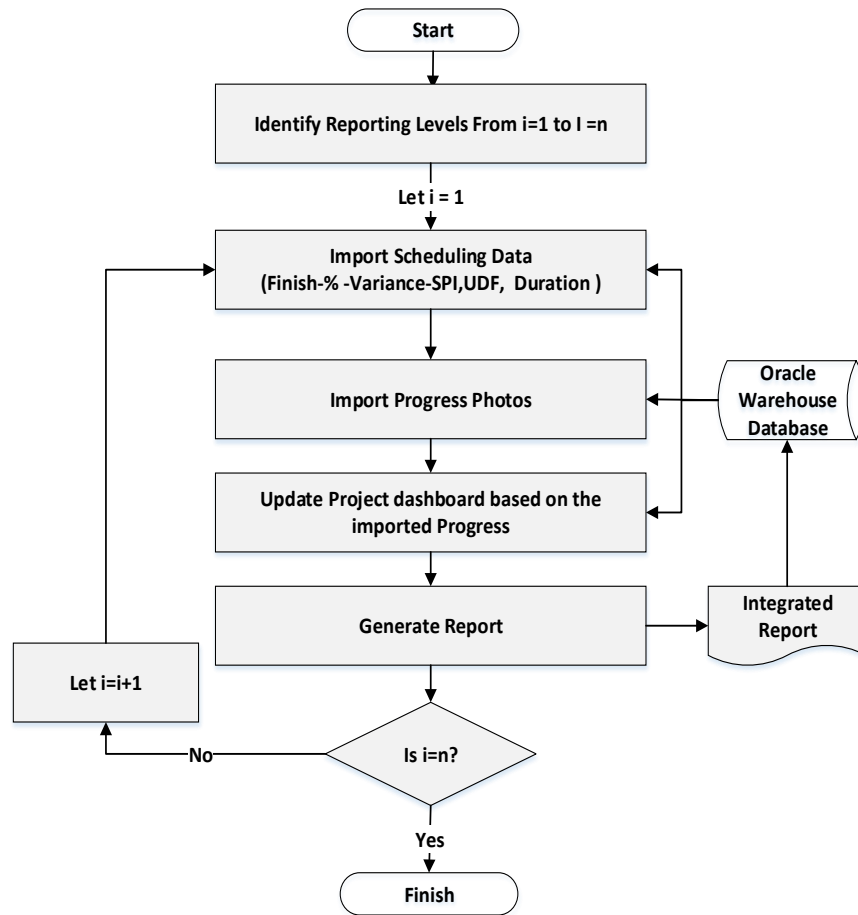 Start
Identify Reporting Levels From i=1 to I =n
Let i = 1
Import Scheduling Data
(Finish-% -Variance-SPI,UDF, Duration )
Import Progress Photos
Oracle
Warehouse
Database
Update Project dashboard based on the
imported Progress
Generate Report
Integrated
Report
Let i=i+1
Is i=n?
No
Yes
Finish